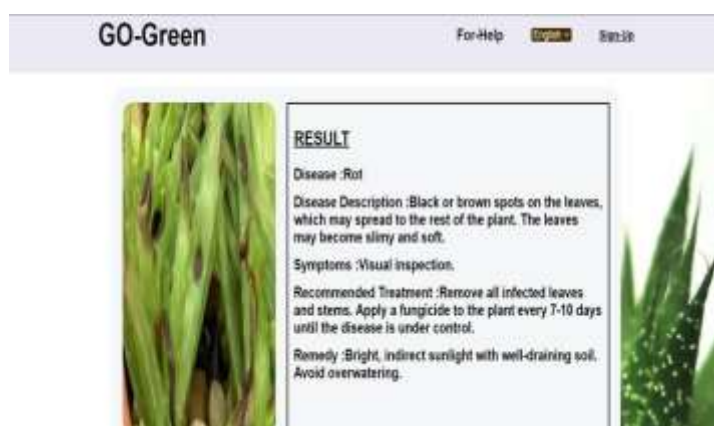 GO-Green
For-Help
English
Sign-Up
RESULT
Disease :Rot
Disease Description :Black or brown spots on the leaves,
which may spread to the rest of the plant. The leaves
may become slimy and soft.
Symptoms :Visual inspection.
Recommended Treatment :Remove all infected leaves
and stems. Apply a fungicide to the plant every 7-10 days
until the disease is under control.
Remedy :Bright, indirect sunlight with well-draining soil.
Avoid overwatering.